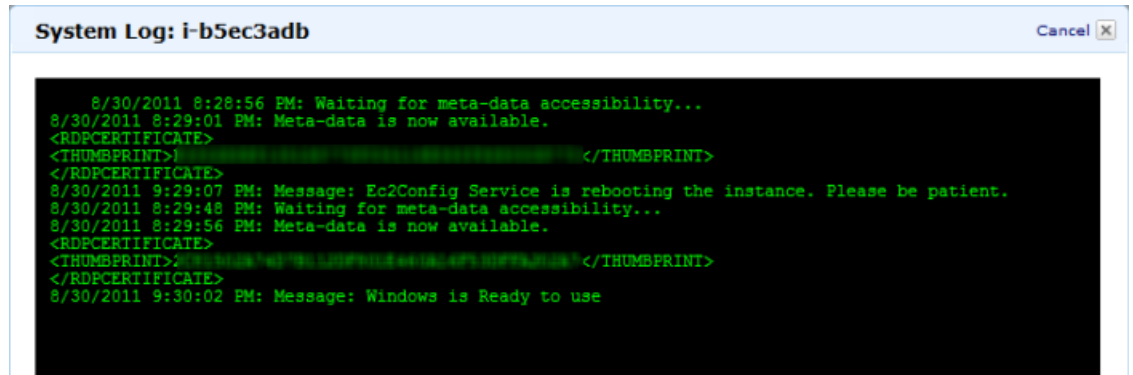 System Log: i-b5ec3adb
Cancel
8/30/2011 8:28:56 PM: Waiting for meta-data accessibility...
8/30/2011 8:29:01 PM: Meta-data is now available.
<RDPCERTIFICATE>
<THUMBPRINT></THUMBPRINT>
</RDPCERTIFICATE>
8/30/2011 9:29:07 PM: Message: Ec2Config Service is rebooting the instance. Please be patient.
8/30/2011 8:29:48 PM: Waiting for meta-data accessibility...
8/30/2011 8:29:56 PM: Meta-data is now available.
<RDPCERTIFICATE>
<THUMBPRINT></THUMBPRINT>
</RDPCERTIFICATE>
8/30/2011 9:30:02 PM: Message: Windows is Ready to use